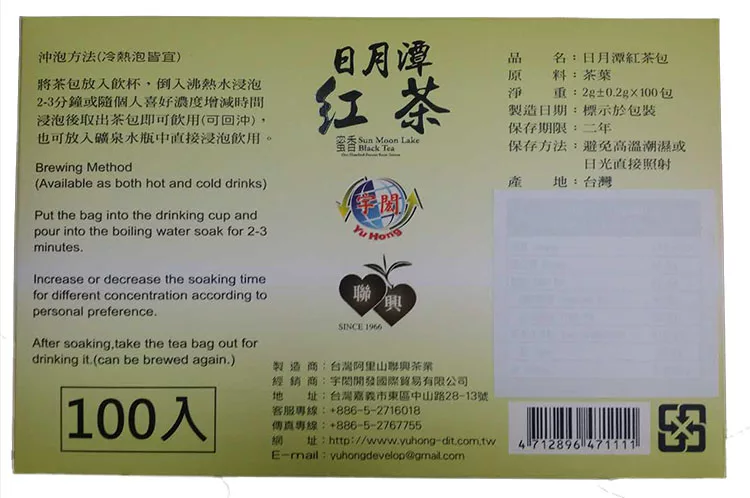 沖泡方法(冷熱泡皆宜)
將茶包放入飲杯，倒入沸熱水浸泡
2-3分鐘或隨個人喜好濃度增減時間
浸泡後取出茶包即可飲用(可回沖)，
也可放入礦泉水瓶中直接浸泡飲用。
Brewing Method
(Available as both hot and cold drinks)
Put the bag into the drinking cup and
pour into the boiling water soak for 2-3
minutes.
Increase or decrease the soaking time
for different concentration according to
personal preference.
After soaking,take the tea bag out for
drinking it.(can be brewed again.)
100入
日月潭
紅茶
蜜香 Sun Moon Lake
Black Tea
宇閎
Yu Hong
聯興
SINCE 1966
製造商：台灣阿里山聯興茶業
經銷商：宇閎開發國際貿易有限公司
地址：台灣嘉義市東區中山路28-13號
客服專線：+886-5-2716018
傳真專線：+886-5-2767755
網址：http://www.yuhong-dit.com.tw
E-mail：yuhongdevelop@gmail.com
品名：日月潭紅茶包
原料：茶葉
淨重：2g±0.2g×100包
製造日期：標示於包裝
保存期限：二年
保存方法：避免高溫潮濕或
日光直接照射
產地：台灣
4 712896 471111